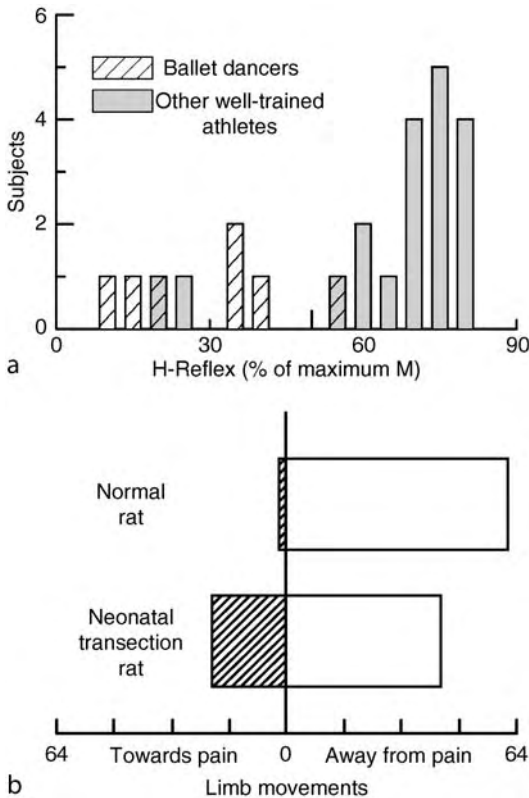 6
4
2
0
Subjects
Ballet dancers
Other well-trained
athletes
0
30
60
90
H-Reflex (% of maximum M)
a
Normal
rat
Neonatal
transection
rat
64
Towards pain
0
Away from pain
64
Limb movements
b